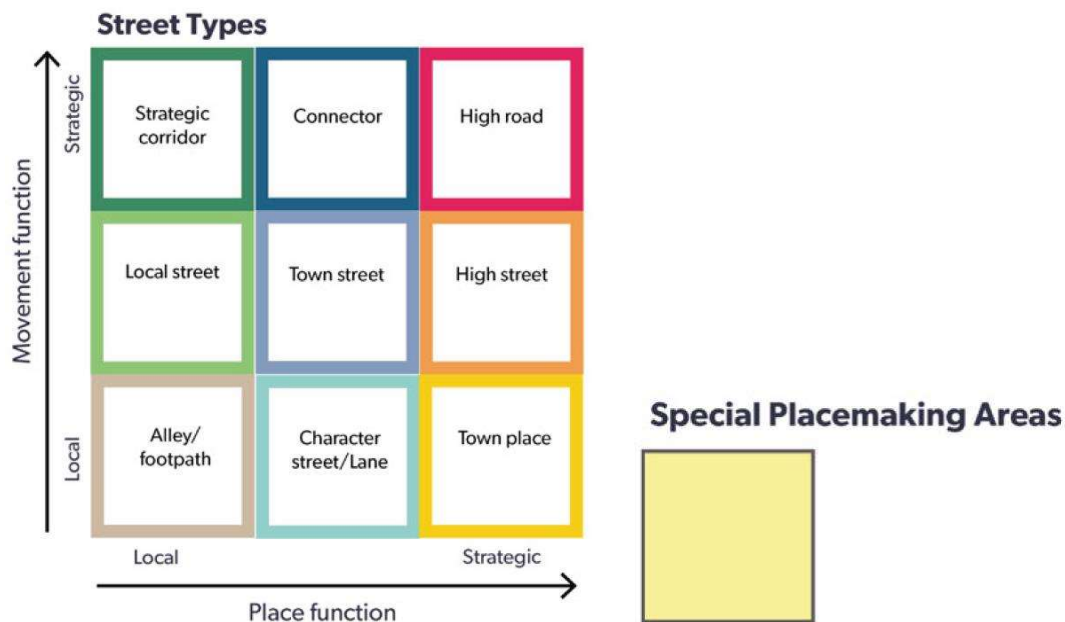 Street Types
Movement function
Strategic
Local
Strategic
corridor
Connector
High road
Local street
Town street
High street
Alley/
footpath
Character
street/Lane
Town place
Local
Strategic
Place function
Special Placemaking Areas